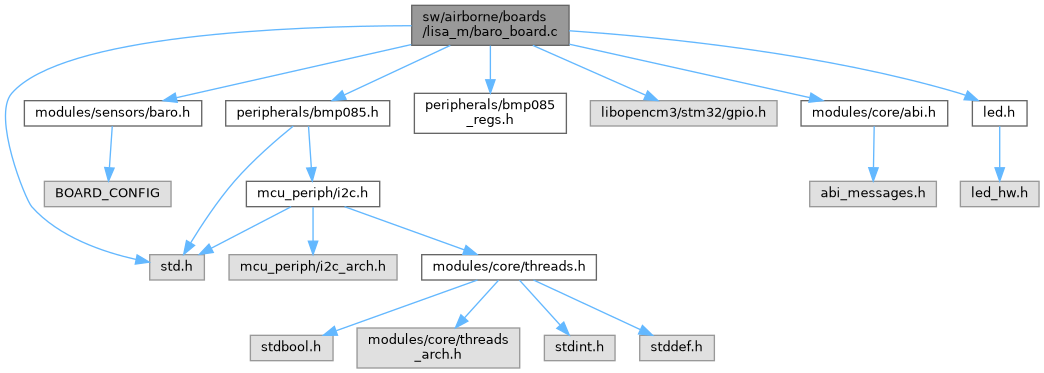 sw/airborne/boards
/lisa_m/baro_board.c
modules/sensors/baro.h
peripherals/bmp085.h
peripherals/bmp085
_regs.h
libopencm3/stm32/gpio.h
modules/core/abi.h
led.h
BOARD_CONFIG
mcu_periph/i2c.h
abi_messages.h
led_hw.h
std.h
mcu_periph/i2c_arch.h
modules/core/threads.h
stdbool.h
modules/core/threads
_arch.h
stdint.h
stddef.h